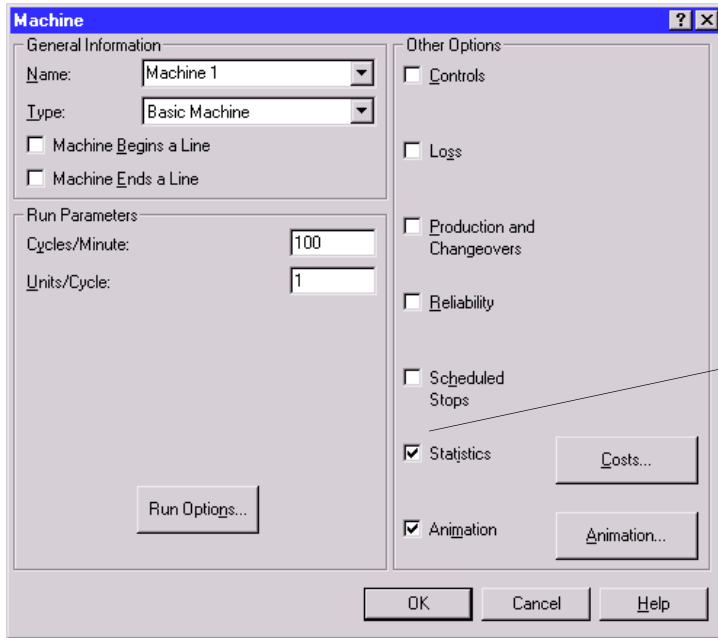 Machine
General Information
Name: Machine 1
Type: Basic Machine
Machine Begins a Line
Machine Ends a Line
Run Parameters
Cycles/Minute: 100
Units/Cycle: 1
Run Options...
Other Options
Controls
Loss
Production and
Changeovers
Reliability
Scheduled
Stops
Statistics
Costs...
Animation
Animation...
OK
Cancel
Help